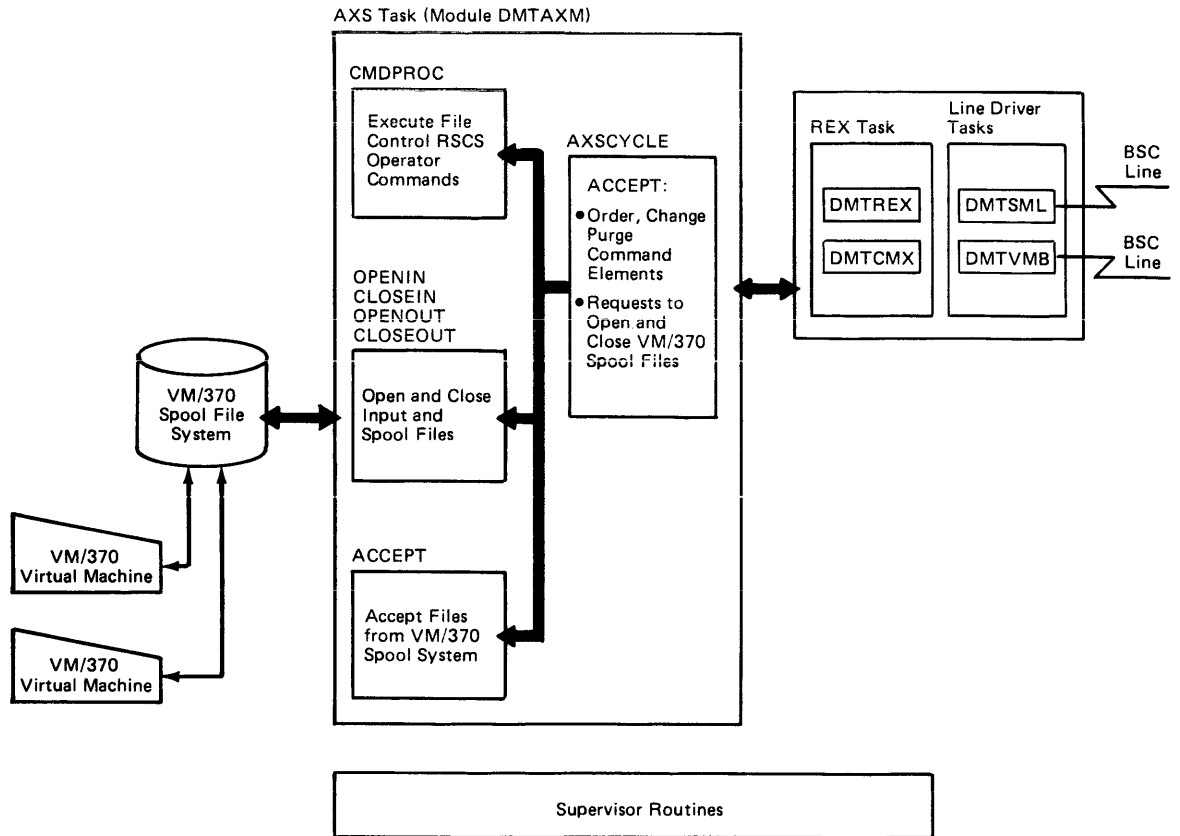 AXS Task (Module DMTAXM)
CMDPROC
Execute File
Control RSCS
Operator
Commands
AXSCYCLE
ACCEPT:
●Order, Change
Purge
Command
Elements
●Requests to
Open and
Close VM/370
Spool Files
OPENIN
CLOSEIN
OPENOUT
CLOSEOUT
Open and Close
Input and
Spool Files
ACCEPT
Accept Files
from VM/370
Spool System
REX Task
DMTREX
DMTCMX
Line Driver
Tasks
DMTSML
DMTVMB
BSC
Line
BSC
Line
VM/370
Spool File
System
VM/370
Virtual Machine
VM/370
Virtual Machine
Supervisor Routines